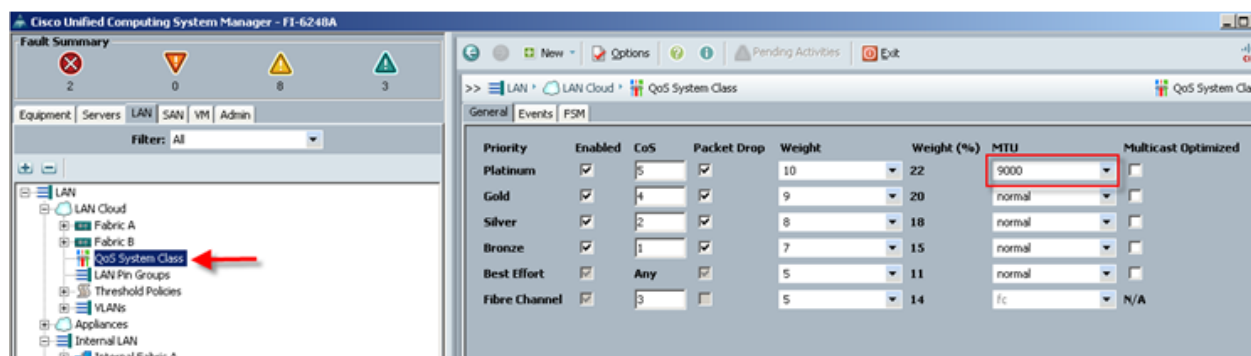 Cisco Unified Computing System Manager - FI-6248A
Fault Summary
2 0 8 3
New Options Pending Activities Exit
>> LAN LAN Cloud QoS System Class QoS System Cla
Equipment Servers LAN SAN VM Admin
General Events FSM
Filter: All
LAN
LAN Cloud
Fabric A
Fabric B
QoS System Class
LAN Pin Groups
Threshold Policies
VLANs
Appliances
Internal LAN
Internal Fabric A
Priority Enabled CoS Packet Drop Weight Weight (%) MTU Multicast Optimized
Platinum 5 10 22 9000
Gold 4 9 20 normal
Silver 2 8 18 normal
Bronze 1 7 15 normal
Best Effort Any 5 11 normal
Fibre Channel 3 5 14 fc N/A